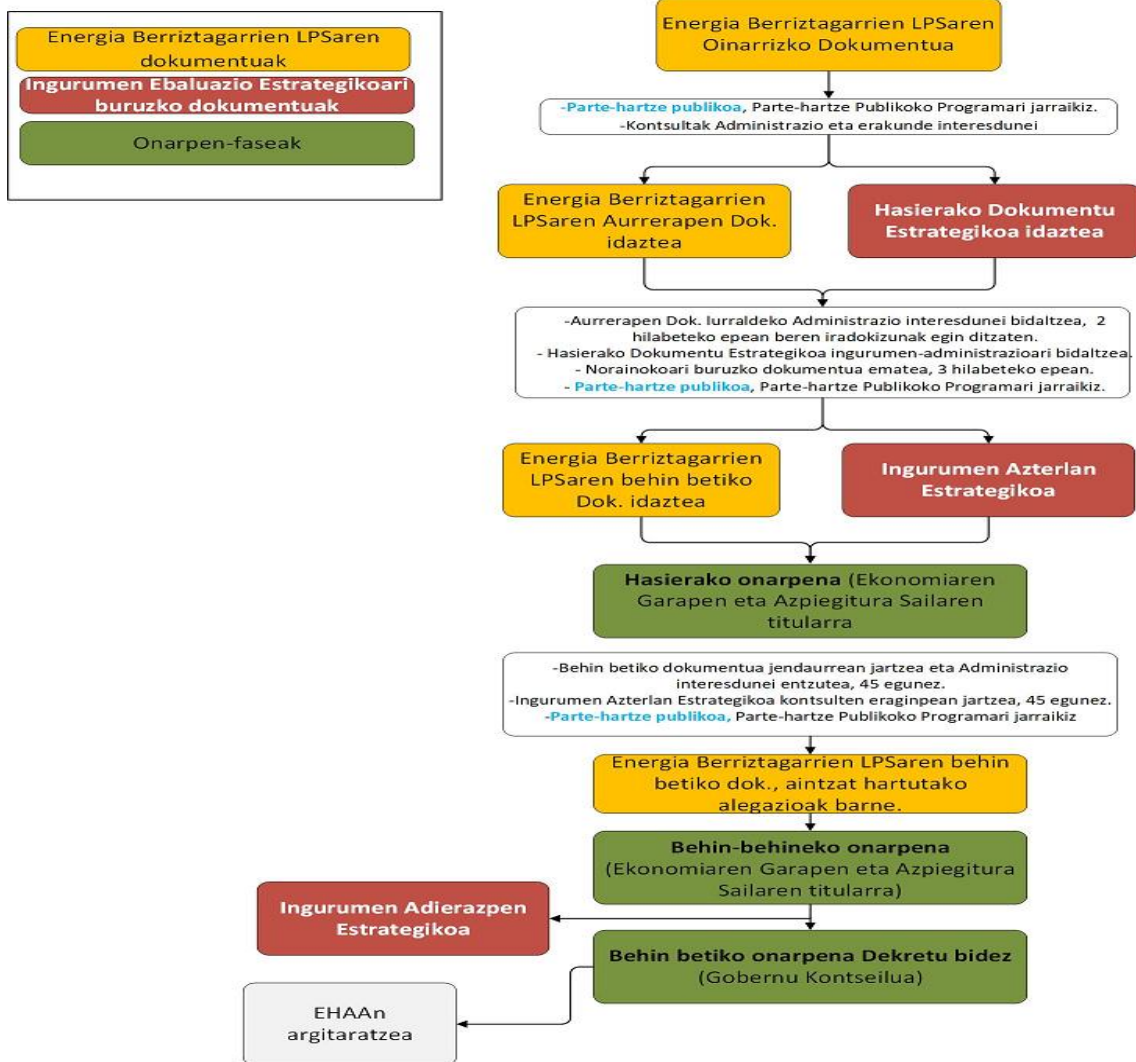 Energia Berriztagarrien LPSaren
dokumentuak
Ingurumen Ebaluazio Estrategikoari
buruzko dokumentuak
Onarpen-faseak
Energia Berriztagarrien LPSaren
Oinarrizko Dokumentua
-Parte-hartze publikoa, Parte-hartze Publikoko Programari jarraikiz.
-Kontsultak Administrazio eta erakunde interesdunei
Energia Berriztagarrien
LPSaren Aurrerapen Dok.
idaztea
Hasierako Dokumentu
Estrategikoa idaztea
-Aurrerapen Dok. lurraldeko Administrazio interesdunei bidaltzea, 2
hilabeteko epean beren iradokizunak egin ditzaten.
- Hasierako Dokumentu Estrategikoa ingurumen-administrazioari bidaltzea.
- Norainokoari buruzko dokumentua ematea, 3 hilabeteko epean.
- Parte-hartze publikoa, Parte-hartze Publikoko Programari jarraikiz.
Energia Berriztagarrien
LPSaren behin betiko
Dok. idaztea
Ingurumen Azterlan
Estrategikoa
Hasierako onarpena (Ekonomiaren
Garapen eta Azpiegitura Sailaren
titularra
-Behin betiko dokumentua jendaurrean jartzea eta Administrazio
interesdunei entzutea, 45 egunez.
-Ingurumen Azterlan Estrategikoa kontsulten eraginpean jartzea, 45 egunez.
-Parte-hartze publikoa, Parte-hartze Publikoko Programari jarraikiz
Energia Berriztagarrien LPSaren behin
betiko dok., aintzat hartutako
alegazioak barne.
Behin-behineko onarpena
(Ekonomiaren Garapen eta Azpiegitura
Sailaren titularra)
Ingurumen Adierazpen
Estrategikoa
Behin betiko onarpena Dekretu bidez
(Gobernu Kontseilua)
EHAAn
argitaratzea